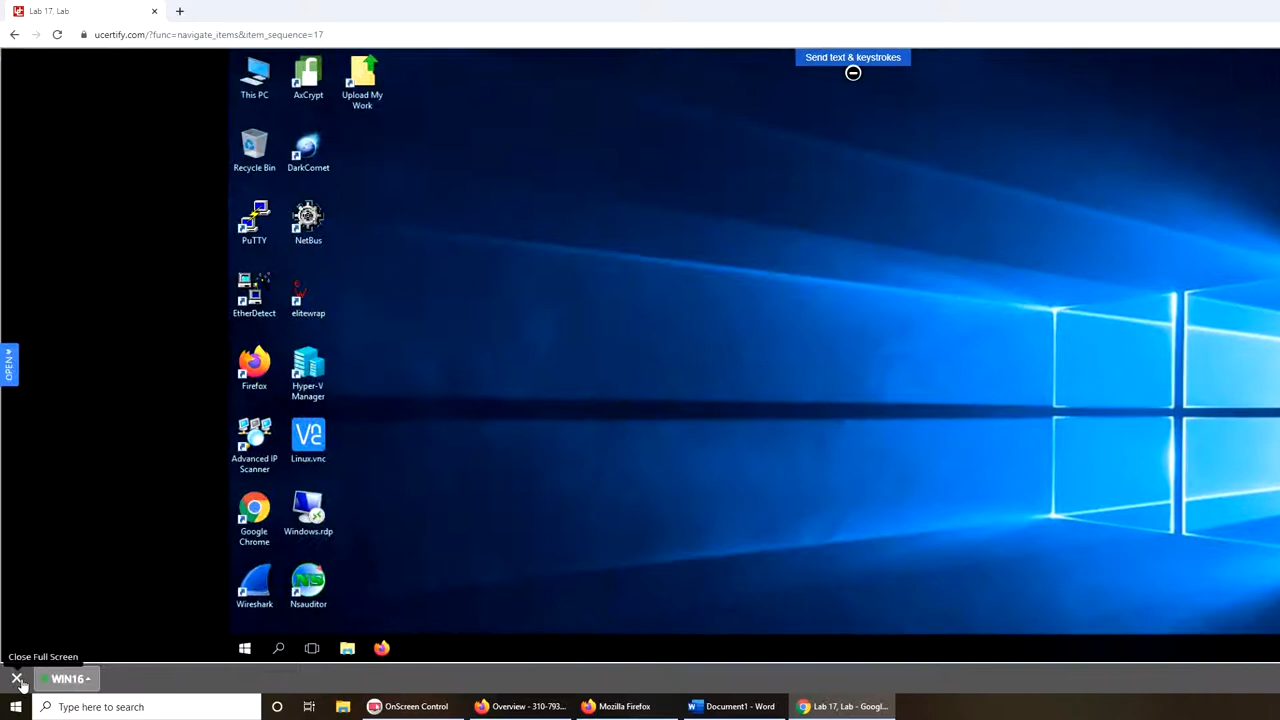 Lab 17, Lab
ucertify.com/?func=navigate_items&item_sequence=17
Send text & keystrokes
This PC
AxCrypt
Upload My
Work
Recycle Bin
DarkComet
PuTTY
NetBus
EtherDetect
elitewrap
OPEN
Firefox
Hyper-V
Manager
Advanced IP
Scanner
Linux.vnc
Google
Chrome
Windows.rdp
Wireshark
Nsauditor
Close Full Screen
WIN16
Type here to search
OnScreen Control
Overview - 310-793...
Mozilla Firefox
Document1 - Word
Lab 17, Lab - Googl...